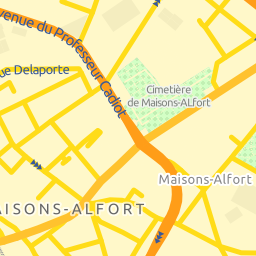 venue du Professeur Cadiot
ue Delaporte
Cimetière
de Maisons-ALfort
Maisons-Alfort
AISONS-ALFORT